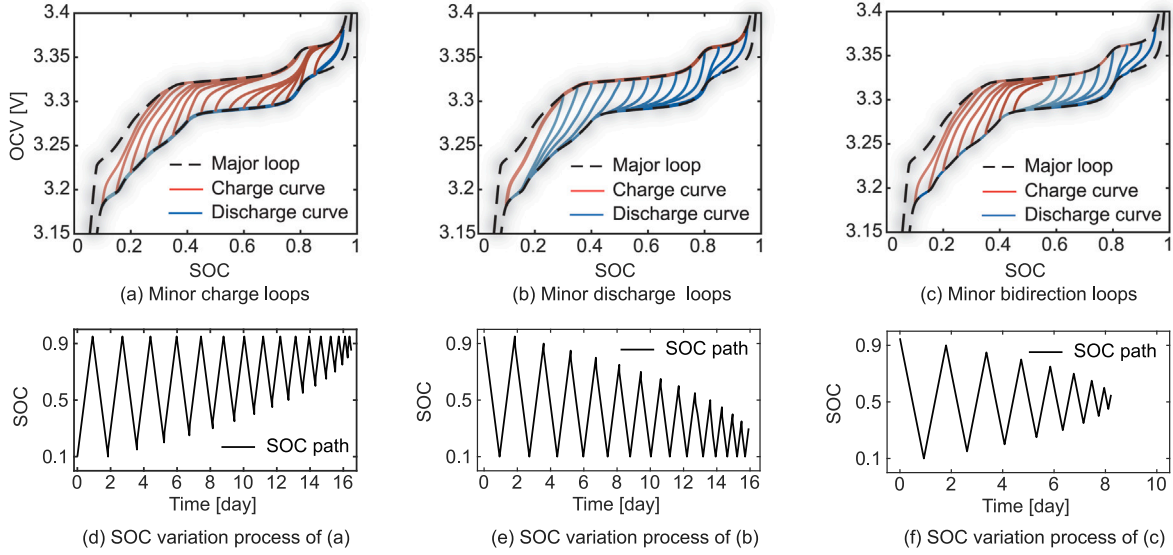 3.4
3.35
3.3
3.25
3.2
3.15
OCV [V]
Major loop
Charge curve
Discharge curve
0 0.2 0.4 0.6 0.8 1
SOC
(a) Minor charge loops
3.4
3.35
3.3
3.25
3.2
3.15
Major loop
Charge curve
Discharge curve
0 0.2 0.4 0.6 0.8 1
SOC
(b) Minor discharge loops
3.4
3.35
3.3
3.25
3.2
3.15
Major loop
Charge curve
Discharge curve
0 0.2 0.4 0.6 0.8 1
SOC
(c) Minor bidirection loops
0.9
0.5
0.1
SOC
SOC path
0 2 4 6 8 10 12 14 16
Time [day]
(d) SOC variation process of (a)
0.9
0.5
0.1
SOC
SOC path
0 2 4 6 8 10 12 14 16
Time [day]
(e) SOC variation process of (b)
0.9
0.5
0.1
SOC
SOC path
0 2 4 6 8 10
Time [day]
(f) SOC variation process of (c)